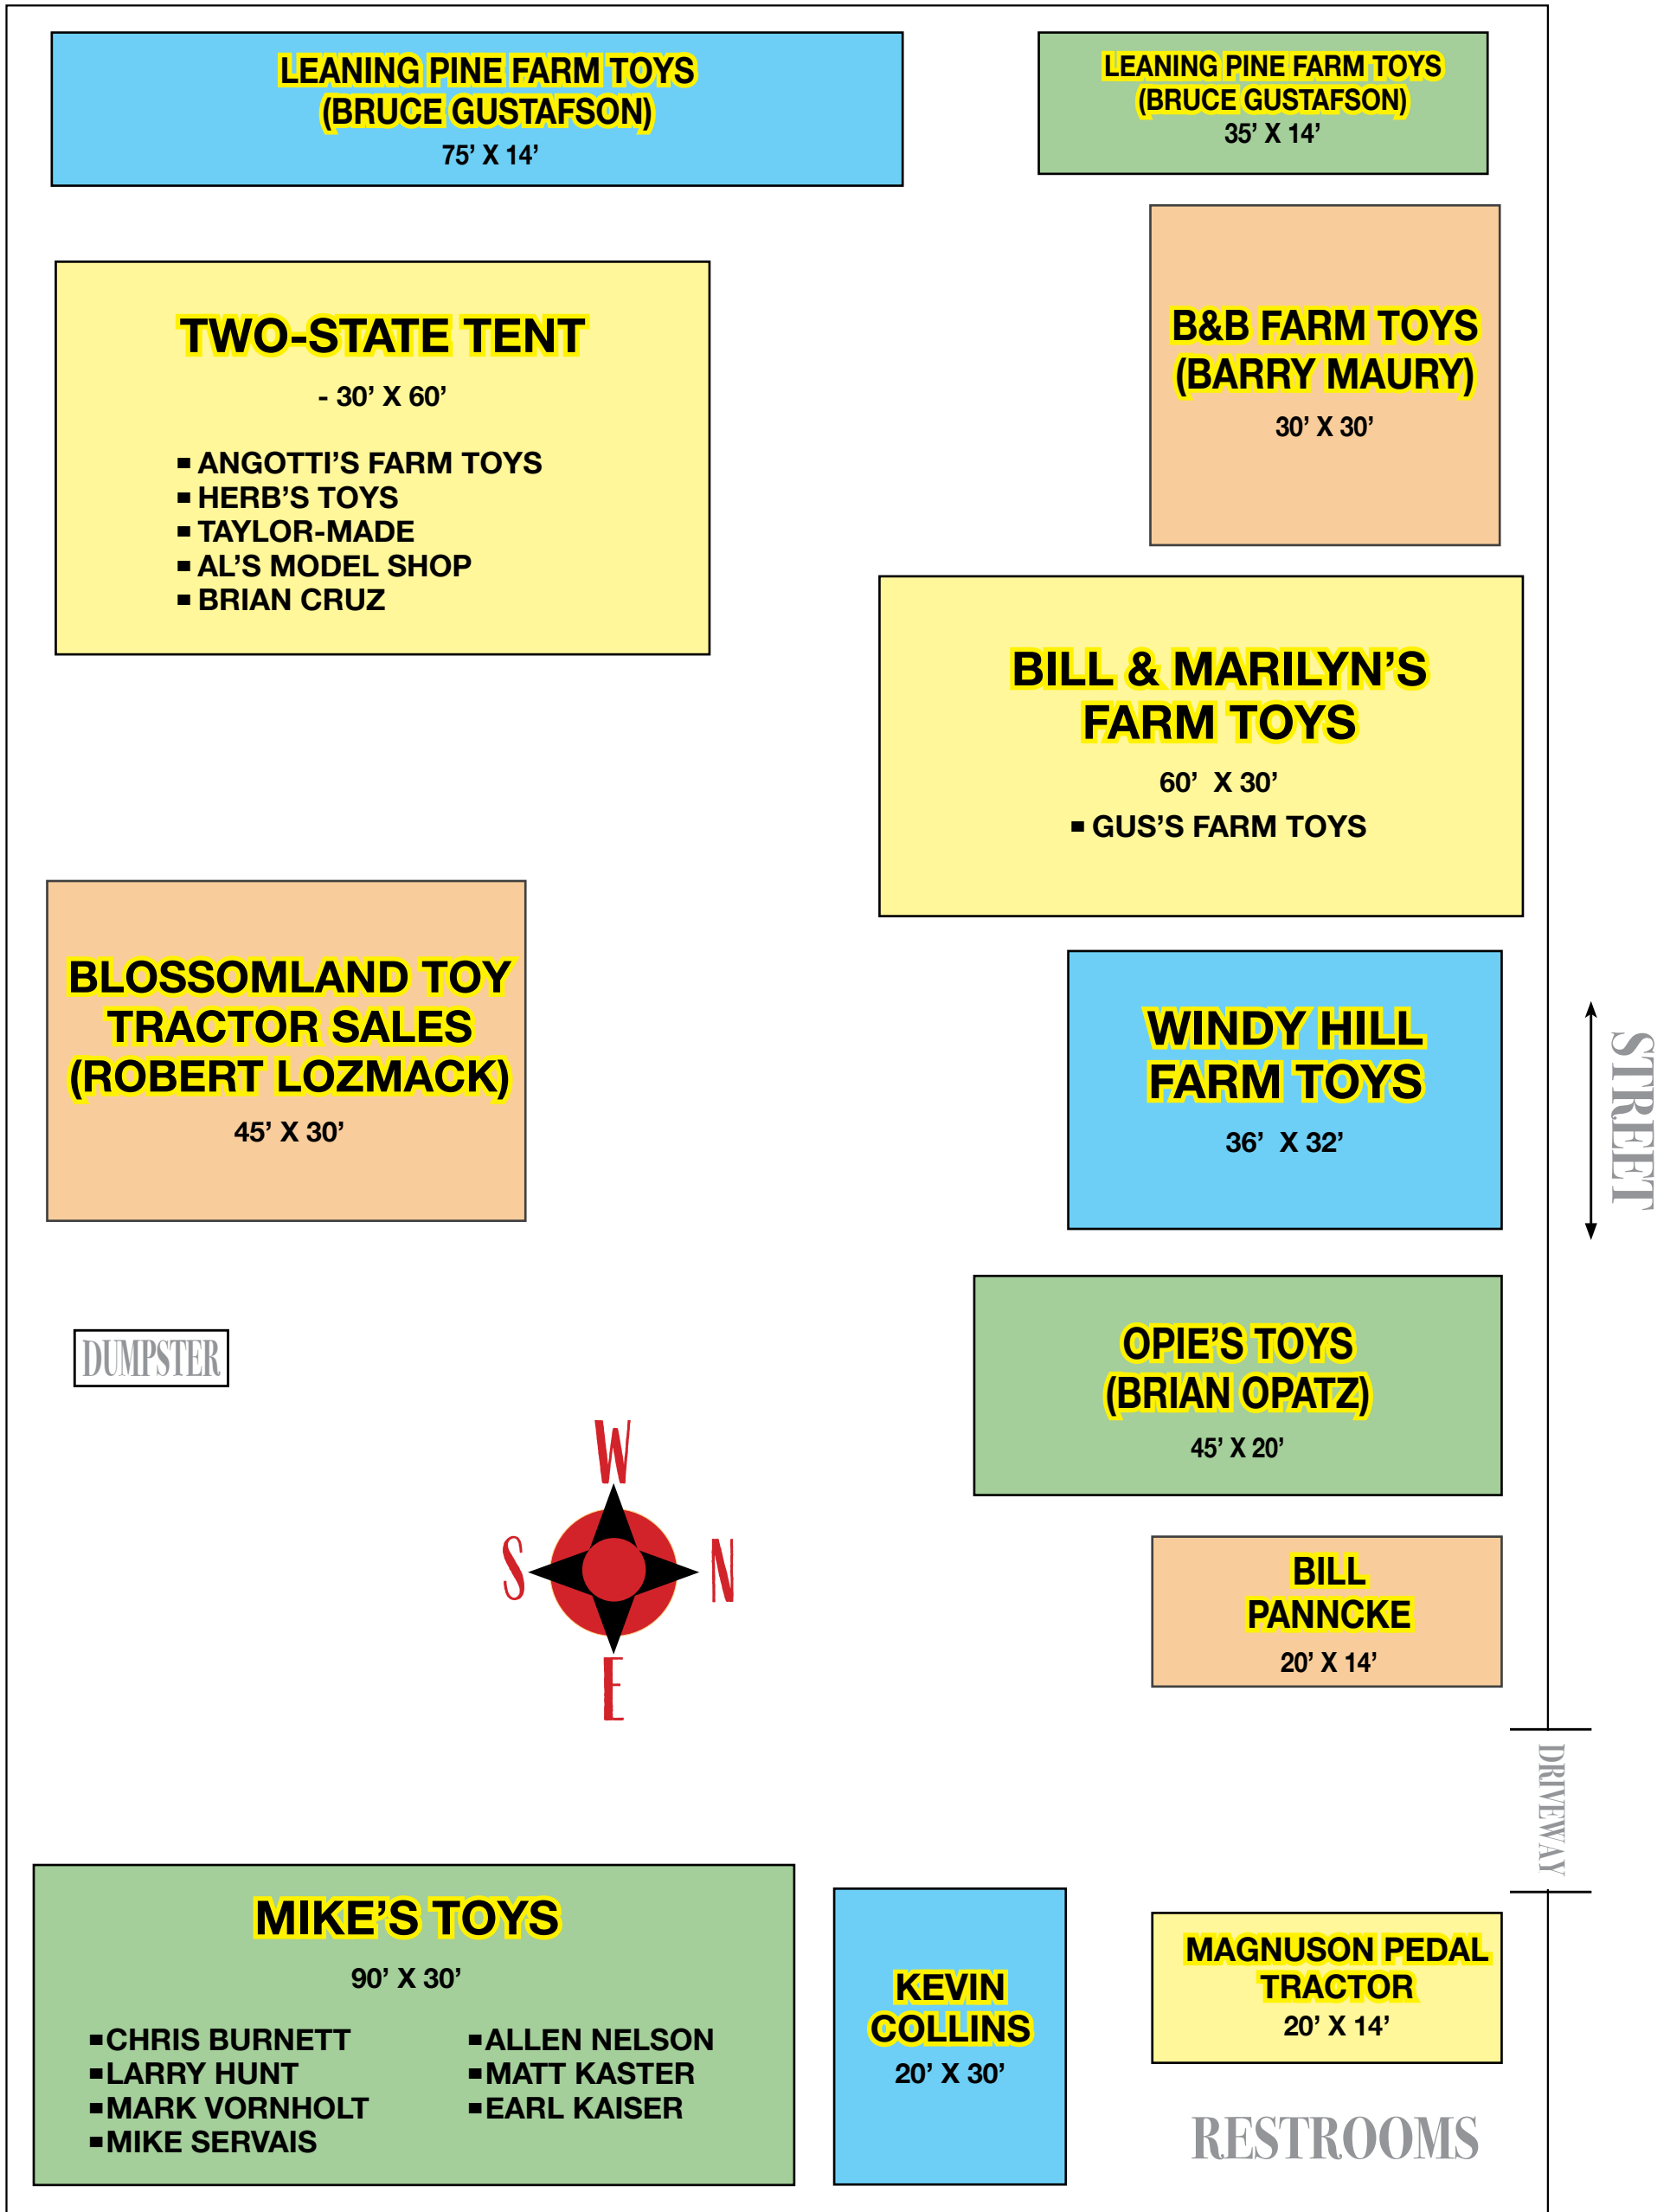 LEANING PINE FARM TOYS
(BRUCE GUSTAFSON)
75’ X 14’
LEANING PINE FARM TOYS
(BRUCE GUSTAFSON)
35’ X 14’
TWO-STATE TENT
- 30’ X 60’
▪ ANGOTTI’S FARM TOYS
▪ HERB’S TOYS
▪ TAYLOR-MADE
▪ AL’S MODEL SHOP
▪ BRIAN CRUZ
B&B FARM TOYS
(BARRY MAURY)
30’ X 30’
BILL & MARILYN’S
FARM TOYS
60’ X 30’
▪ GUS’S FARM TOYS
BLOSSOMLAND TOY
TRACTOR SALES
(ROBERT LOZMACK)
45’ X 30’
WINDY HILL
FARM TOYS
36’ X 32’
STREET
OPIE’S TOYS
(BRIAN OPATZ)
45’ X 20’
DUMPSTER
W
S
N
E
BILL
PANNCKE
20’ X 14’
DRIVEWAY
MIKE’S TOYS
90’ X 30’
▪CHRIS BURNETT
▪LARRY HUNT
▪MARK VORNHOLT
▪MIKE SERVAIS
▪ALLEN NELSON
▪MATT KASTER
▪EARL KAISER
KEVIN
COLLINS
20’ X 30’
MAGNUSON PEDAL
TRACTOR
20’ X 14’
RESTROOMS